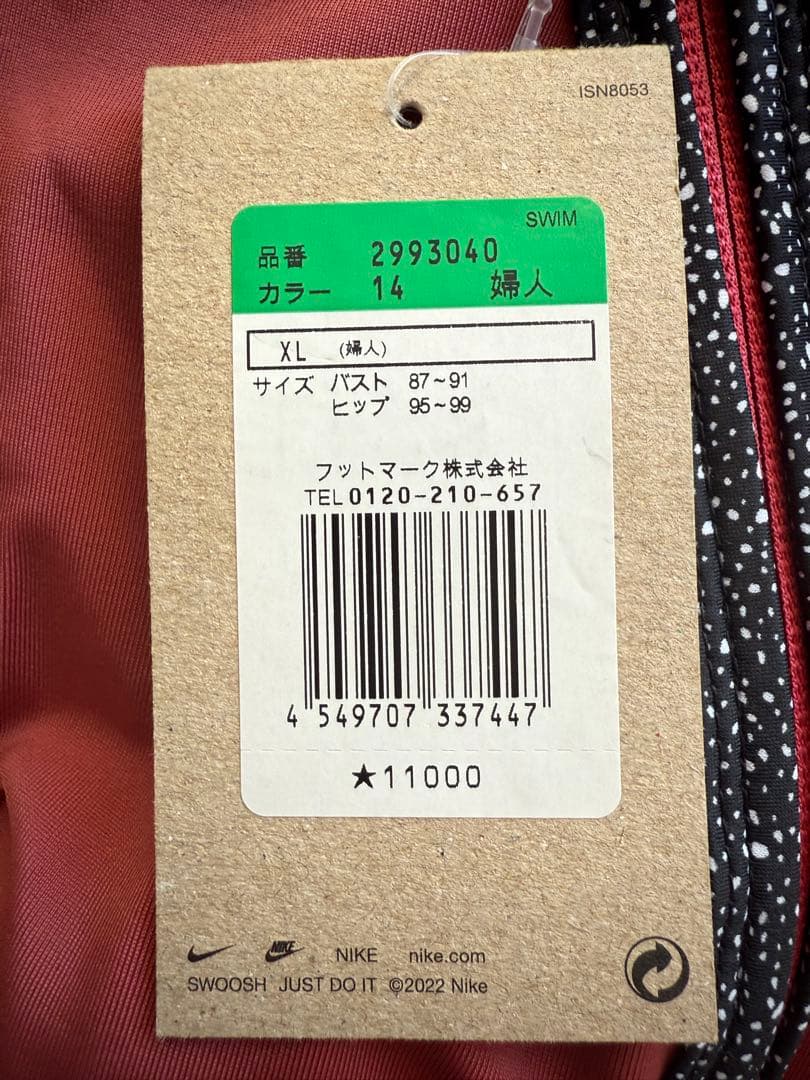 ISN8053
SWIM
品番 2993040
カラー 14 婦人
XL (婦人)
サイズ バスト 87~91
ヒップ 95~99
フットマーク株式会社
TEL 0120-210-657
4 549707 337447
★11000
NIKE NIKE nike.com
SWOOSH JUST DO IT ©2022 Nike